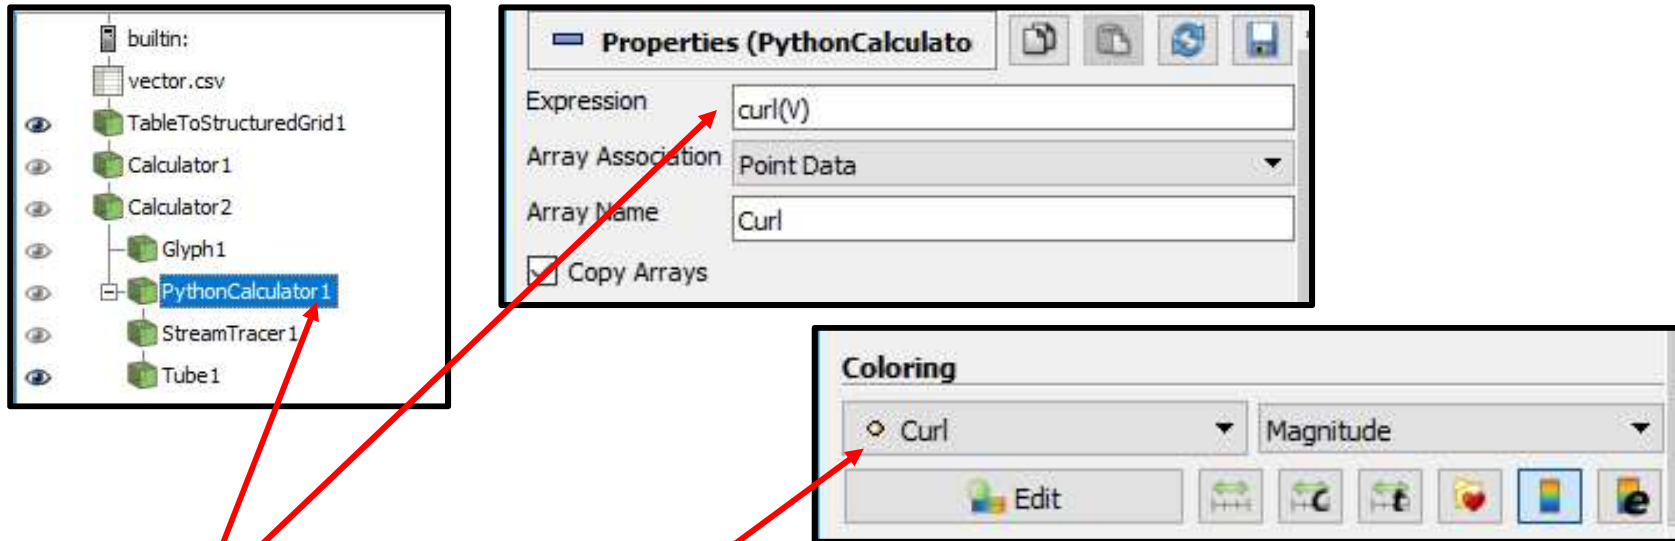 builtin:
vector.csv
TableToStructuredGrid1
Calculator1
Calculator2
Glyph1
PythonCalculator1
StreamTracer1
Tube1
Properties (PythonCalculato
Expression
curl(V)
Array Association
Point Data
Array Name
Curl
Copy Arrays
Coloring
Curl
Magnitude
Edit
c
t
e